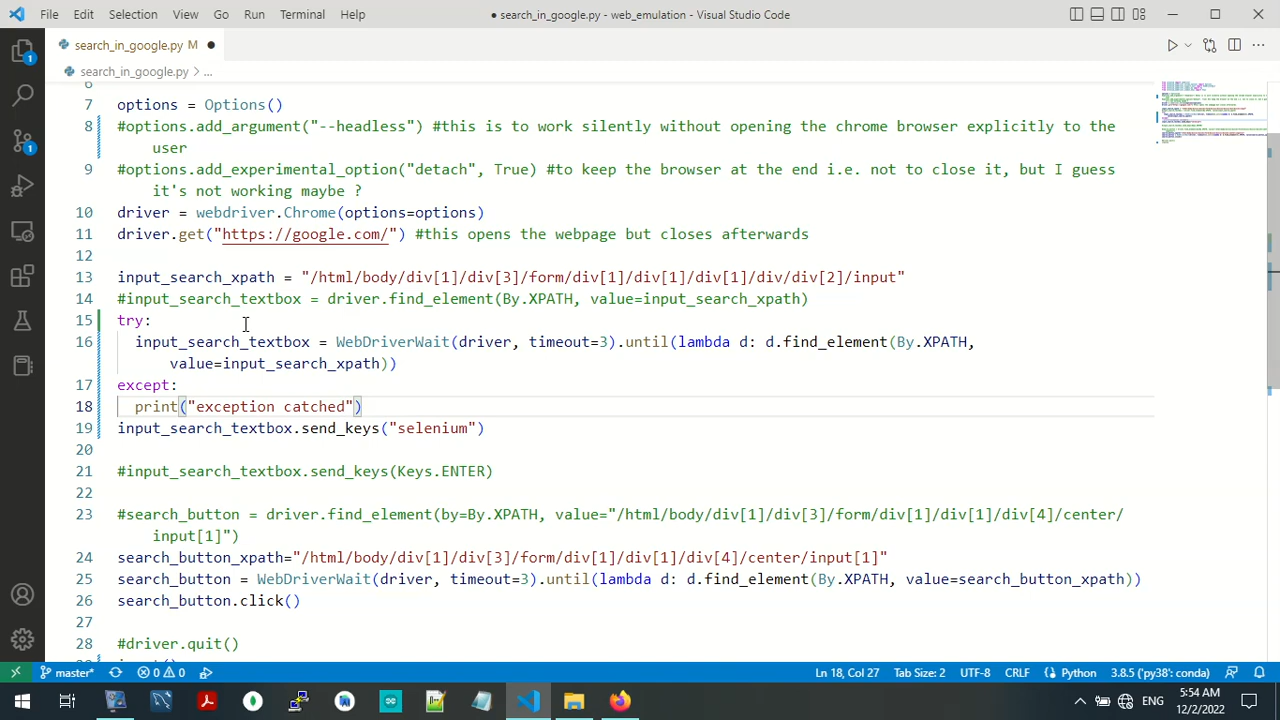 File Edit Selection View Go Run Terminal Help
● search_in_google.py - web_emulation - Visual Studio Code
search_in_google.py M ●
search_in_google.py > ...
7 options = Options()
8 #options.add_argument("--headless") #this is to work silently without opening the chrome browser explicitly to the
user
9 #options.add_experimental_option("detach", True) #to keep the browser at the end i.e. not to close it, but I guess
it's not working maybe ?
10 driver = webdriver.Chrome(options=options)
11 driver.get("https://google.com/") #this opens the webpage but closes afterwards
12
13 input_search_xpath = "/html/body/div[1]/div[3]/form/div[1]/div[1]/div[1]/div/div[2]/input"
14 #input_search_textbox = driver.find_element(By.XPATH, value=input_search_xpath)
15 try:
16 input_search_textbox = WebDriverWait(driver, timeout=3).until(lambda d: d.find_element(By.XPATH,
value=input_search_xpath))
17 except:
18 print("exception catched")
19 input_search_textbox.send_keys("selenium")
20
21 #input_search_textbox.send_keys(Keys.ENTER)
22
23 #search_button = driver.find_element(by=By.XPATH, value="/html/body/div[1]/div[3]/form/div[1]/div[1]/div[4]/center/
input[1]")
24 search_button_xpath="/html/body/div[1]/div[3]/form/div[1]/div[1]/div[4]/center/input[1]"
25 search_button = WebDriverWait(driver, timeout=3).until(lambda d: d.find_element(By.XPATH, value=search_button_xpath))
26 search_button.click()
27
28 #driver.quit()
master* 0 0 Ln 18, Col 27 Tab Size: 2 UTF-8 CRLF Python 3.8.5 ('py38': conda)
ENG 5:54 AM
12/2/2022